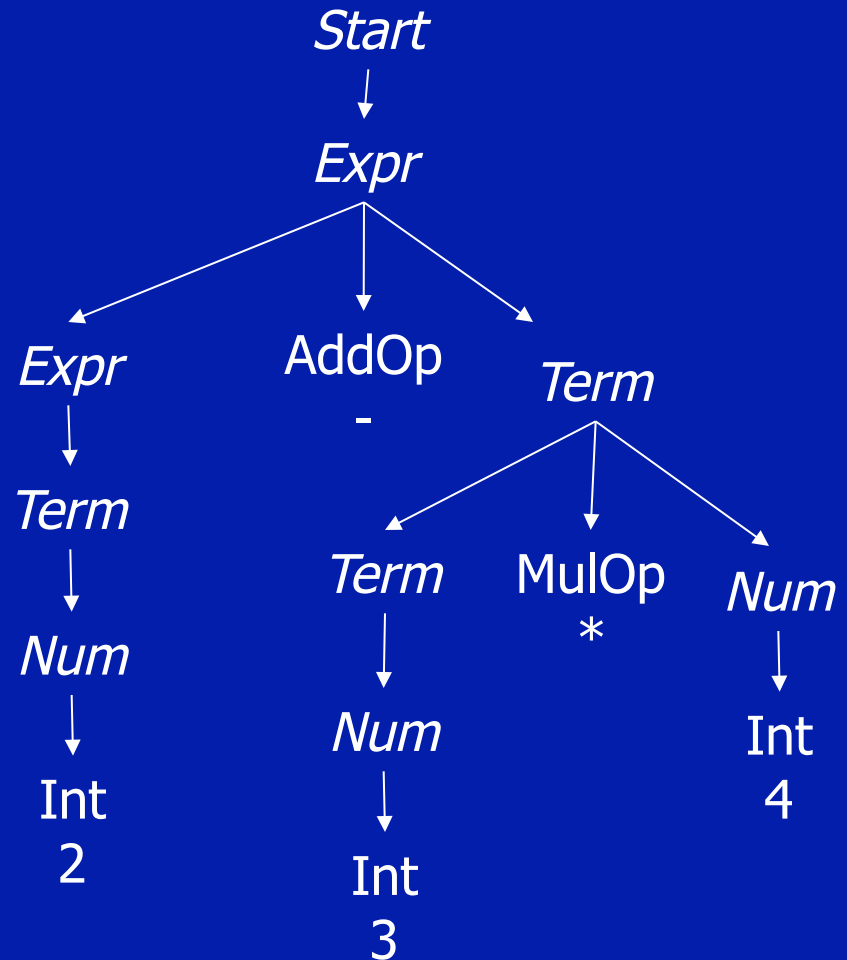 Start
Expr
Expr
AddOp
-
Term
Term
Term
MulOp
*
Num
Num
Num
Int
4
Int
2
Int
3